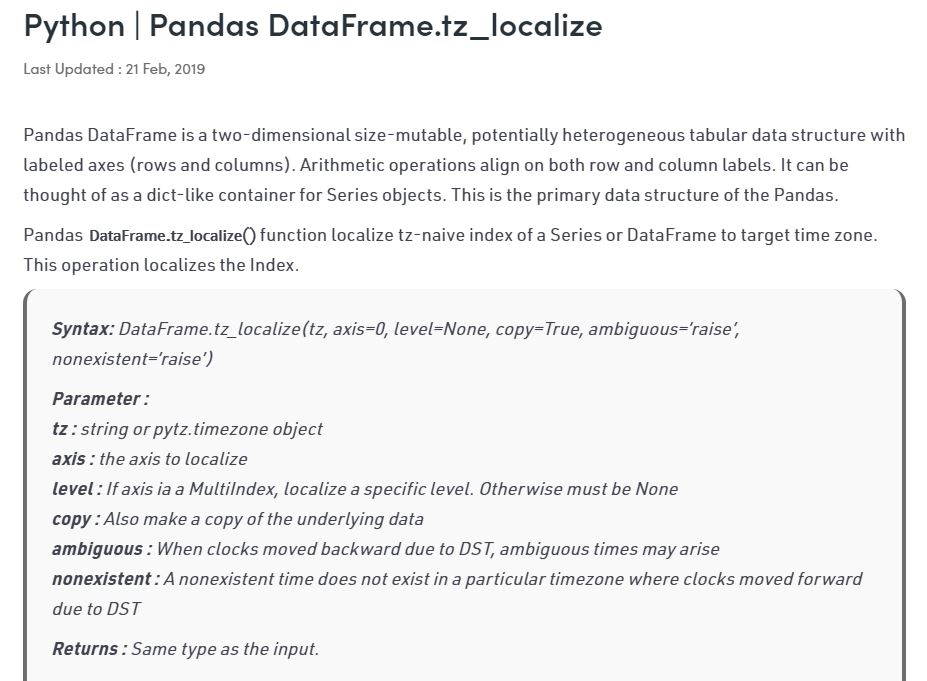 Python | Pandas DataFrame.tz_localize
Last Updated : 21 Feb, 2019
Pandas DataFrame is a two-dimensional size-mutable, potentially heterogeneous tabular data structure with
labeled axes (rows and columns). Arithmetic operations align on both row and column labels. It can be
thought of as a dict-like container for Series objects. This is the primary data structure of the Pandas.
Pandas DataFrame.tz_localize() function localize tz-naive index of a Series or DataFrame to target time zone.
This operation localizes the Index.
Syntax: DataFrame.tz_localize(tz, axis=0, level=None, copy=True, ambiguous=’raise’,
nonexistent=’raise’)
Parameter :
tz : string or pytz.timezone object
axis : the axis to localize
level : If axis ia a MultiIndex, localize a specific level. Otherwise must be None
copy : Also make a copy of the underlying data
ambiguous : When clocks moved backward due to DST, ambiguous times may arise
nonexistent : A nonexistent time does not exist in a particular timezone where clocks moved forward
due to DST
Returns : Same type as the input.